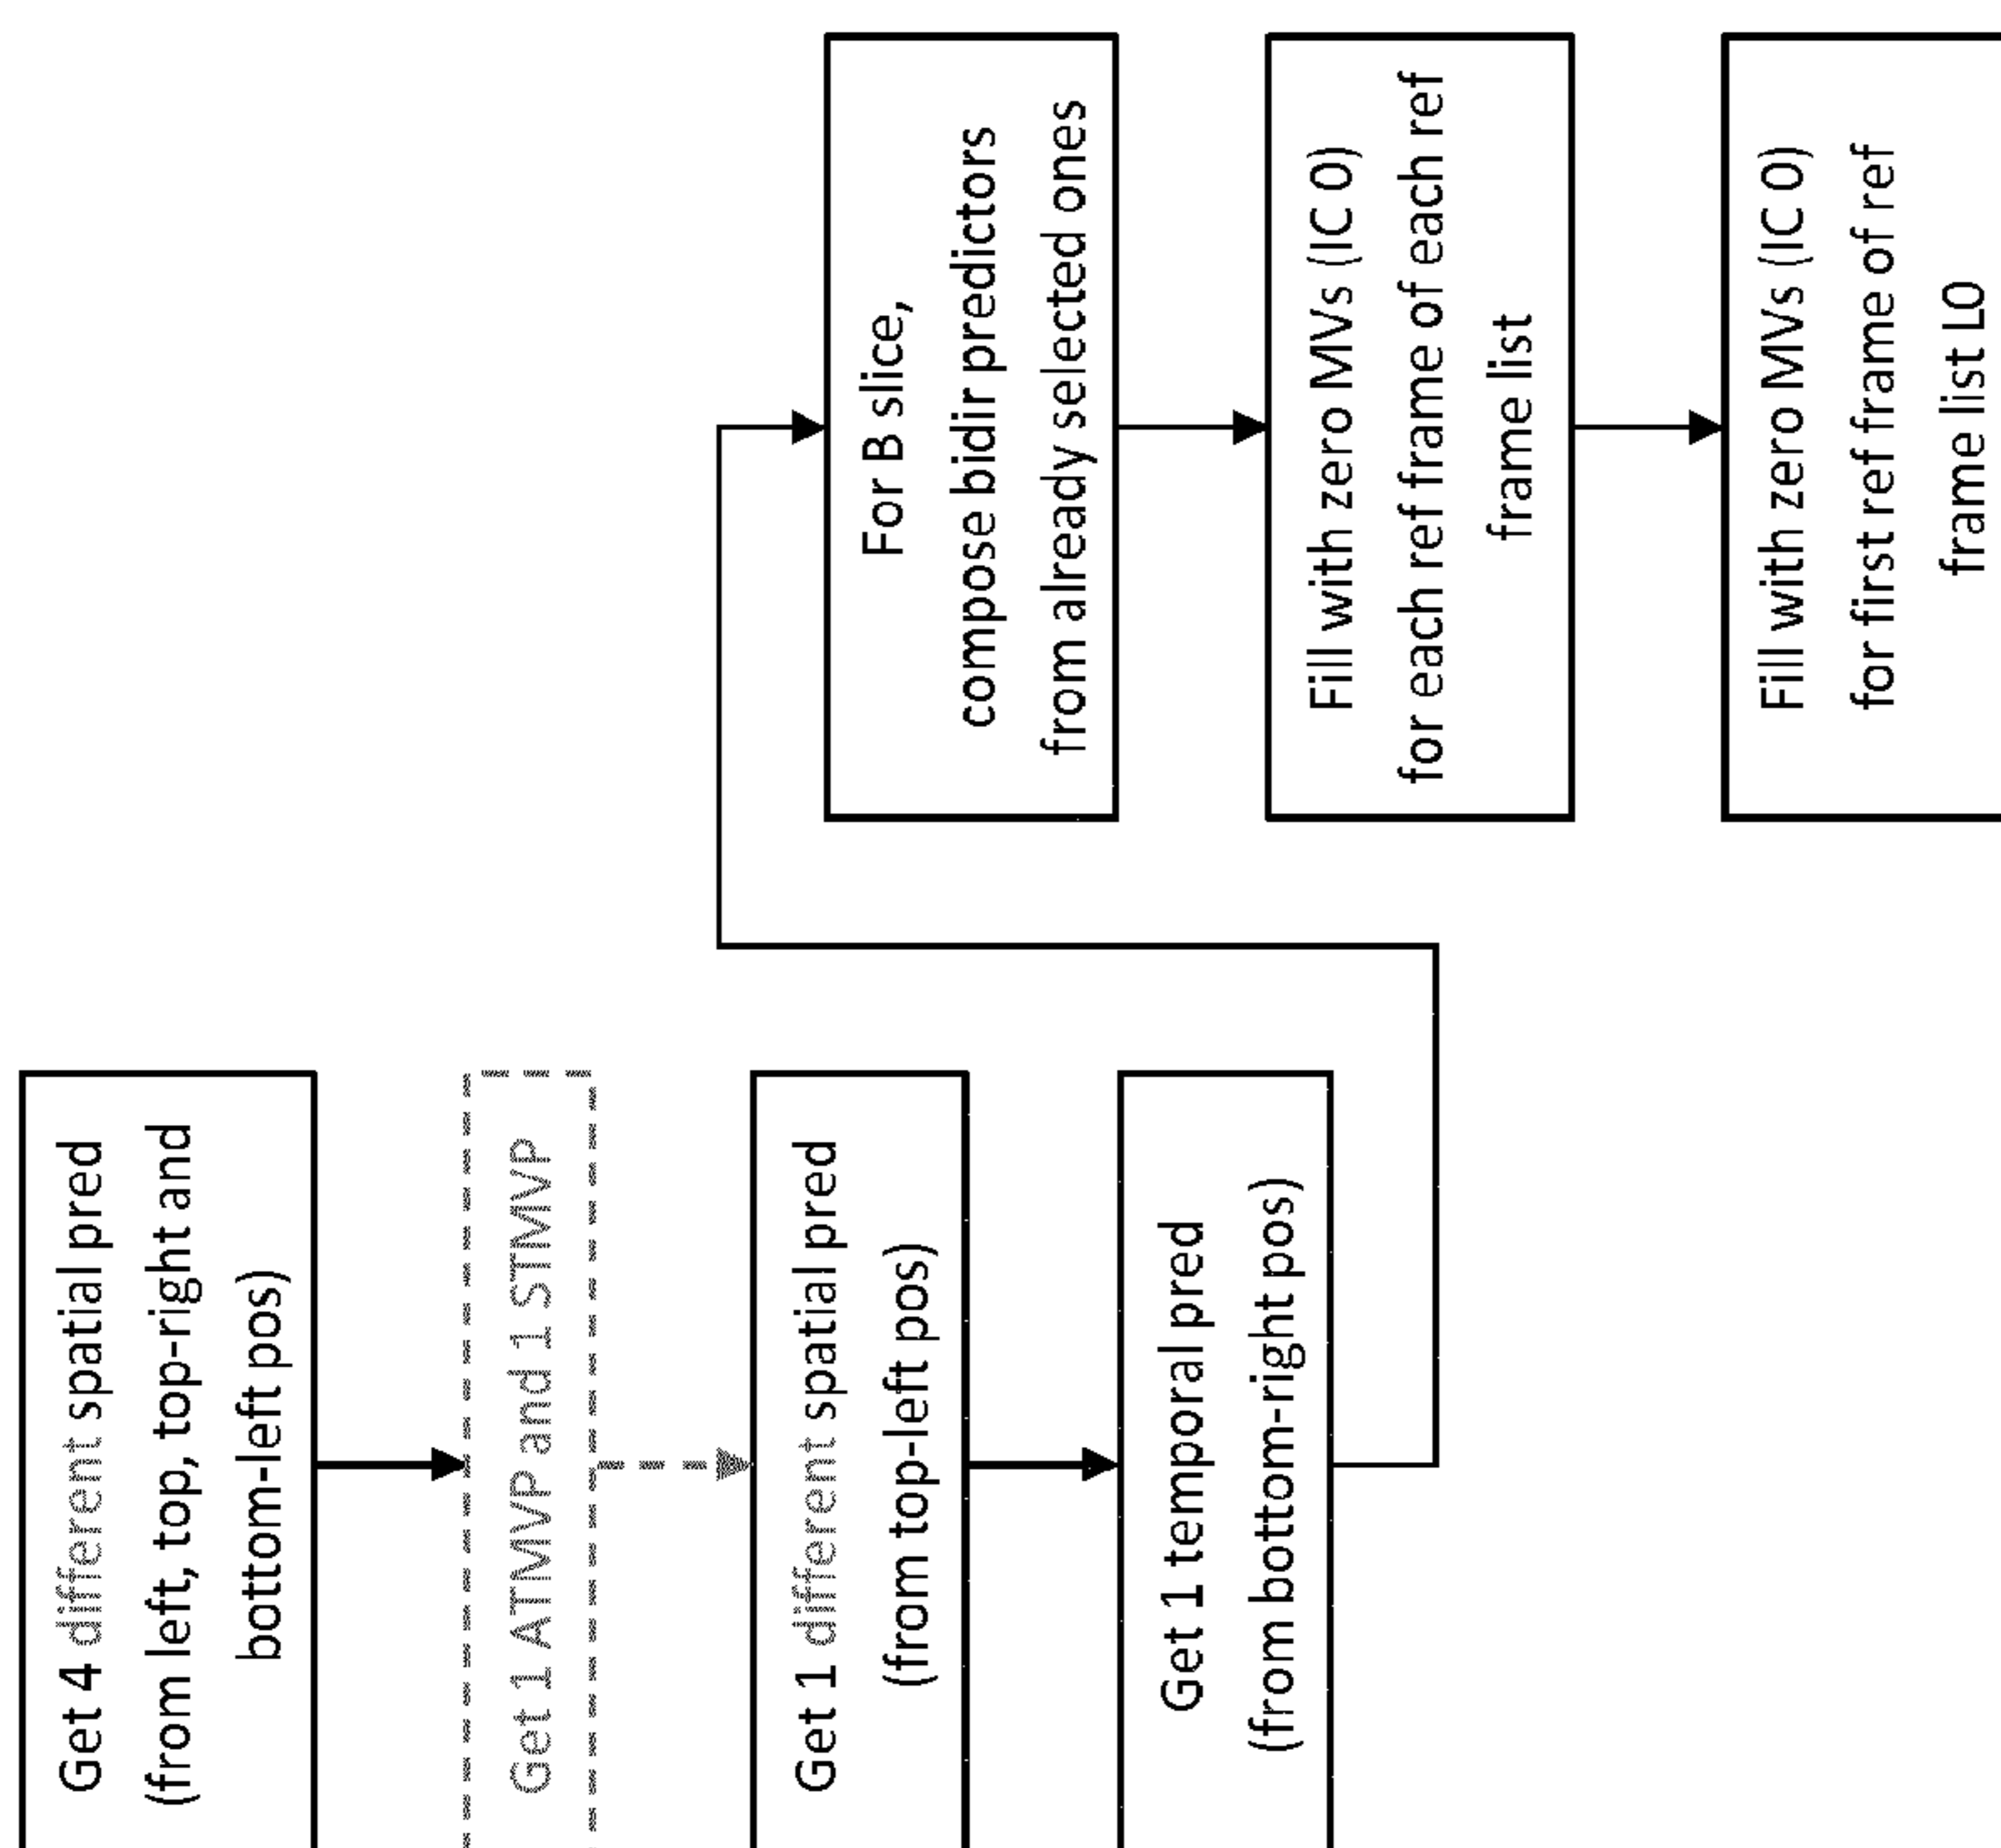 Get 4 different spatial pred
(from left, top, top-right and
bottom-left pos)
Get 1 ATMVP and 1 STMVP
Get 1 different spatial pred
(from top-left pos)
Get 1 temporal pred
(from bottom-right pos)
For B slice,
compose bidir predictors
from already selected ones
Fill with zero MVs (IC 0)
for each ref frame of each ref
frame list
Fill with zero MVs (IC 0)
for first ref frame of ref
frame list L0